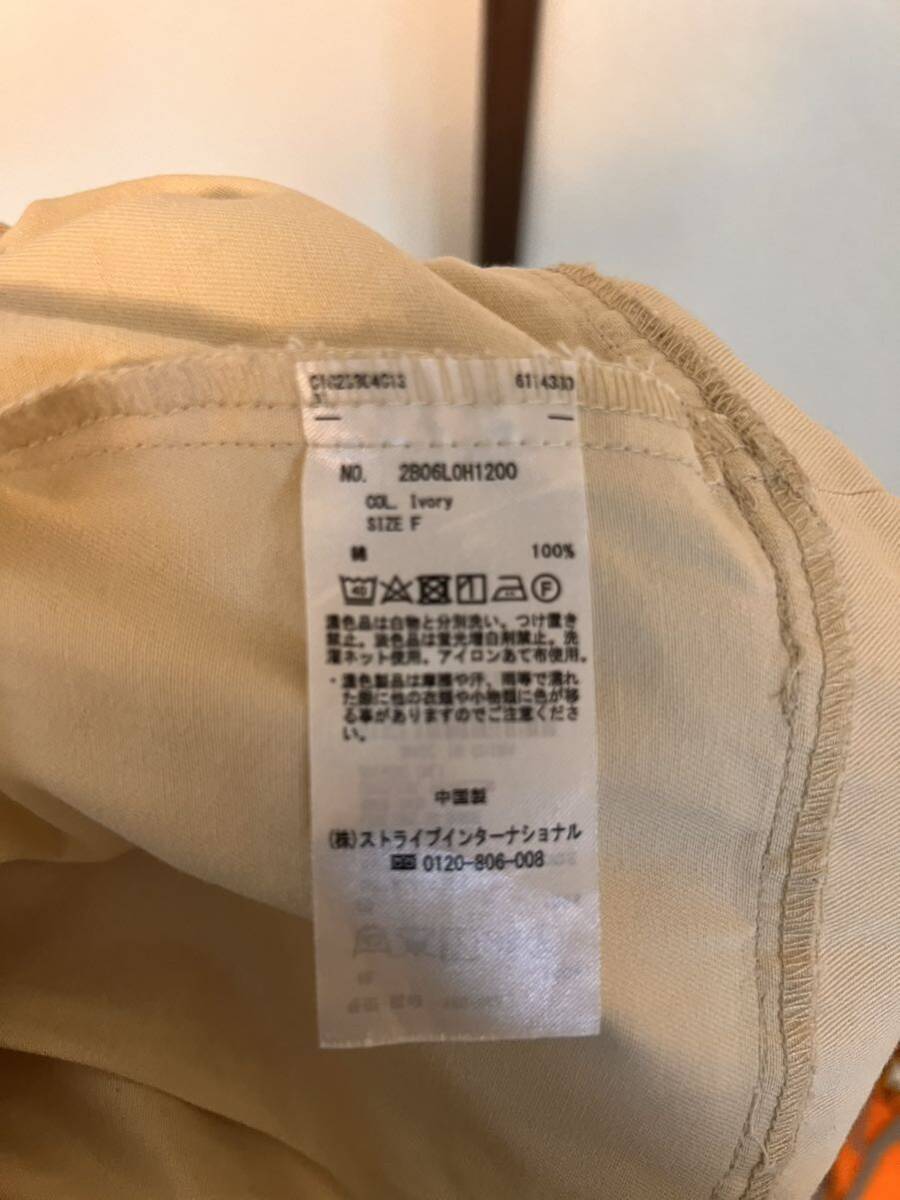 NO. 2B06L0H1200
COL. Ivory
SIZE F
綿 100%
40 F
濃色品は白物と分別洗い。つけ置き
禁止。淡色品は蛍光増白剤禁止。洗
濯ネット使用。アイロンあて布使用。
・濃色製品は摩擦や汗、雨等で濡れ
た際に他の衣類や小物類に色が移
る事がありますのでご注意くださ
い。
中国製
(株)ストライプインターナショナル
0120-806-008